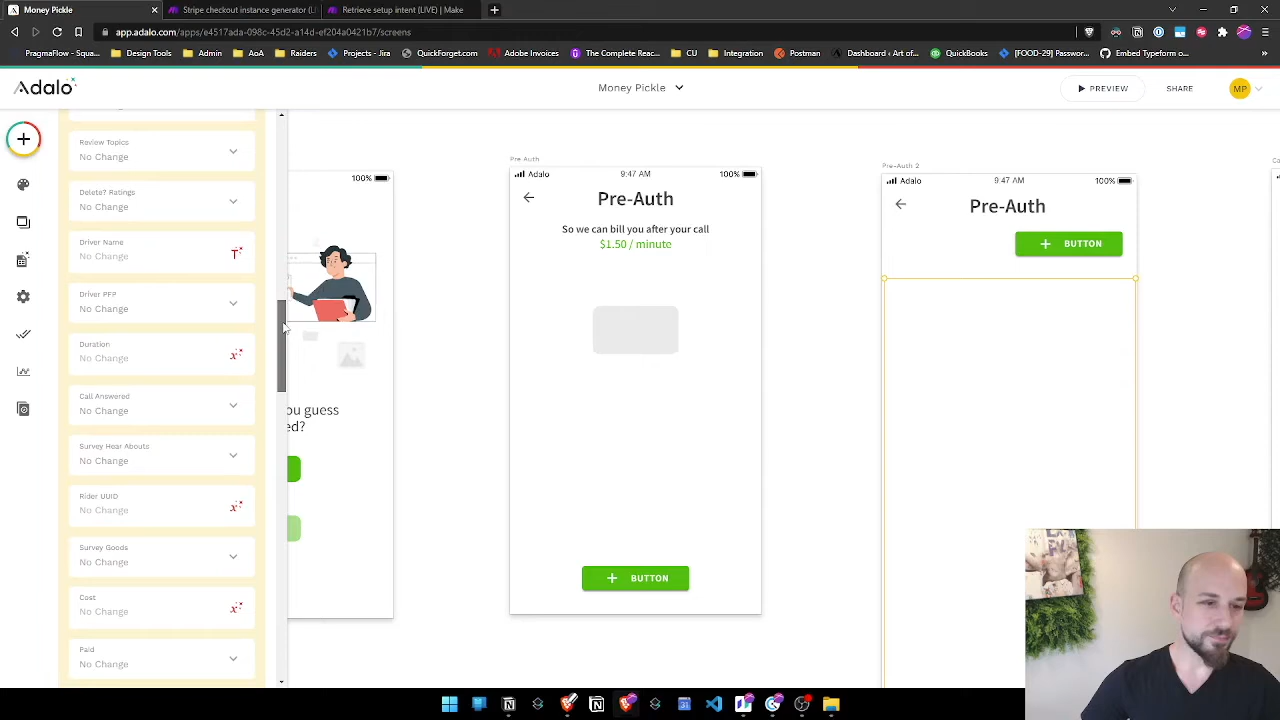 Money Pickle
Stripe checkout instance generator (LI
Retrieve setup intent (LIVE) | Make
app.adalo.com/apps/e4517ada-098c-45d2-a14d-ef204a0421b7/screens
PragmaFlow - Squa...
Design Tools
Admin
Integrations
Projects - Jira
QuickForget.com
Adobe Invoices
The Complete Reac...
CU
Integration
Postman
Dashboard ‹ Art of...
QuickBooks
[FOOD-29] Payment...
GitHub
Embed Typeform U...
Adalo
Money Pickle
PREVIEW
SHARE
MP
Review Topics
No Change
Delete? Ratings
No Change
Driver Name
No Change
Driver PFP
No Change
Duration
No Change
Call Answered
No Change
Survey Hear Abouts
No Change
Rider UUID
No Change
Survey Goods
No Change
Cost
No Change
Paid
No Change
100%
ou guess
ed?
Pre Auth
Adalo
9:47 AM
100%
Pre-Auth
So we can bill you after your call
$1.50 / minute
BUTTON
Pre-Auth 2
Adalo
9:47 AM
100%
Pre-Auth
BUTTON